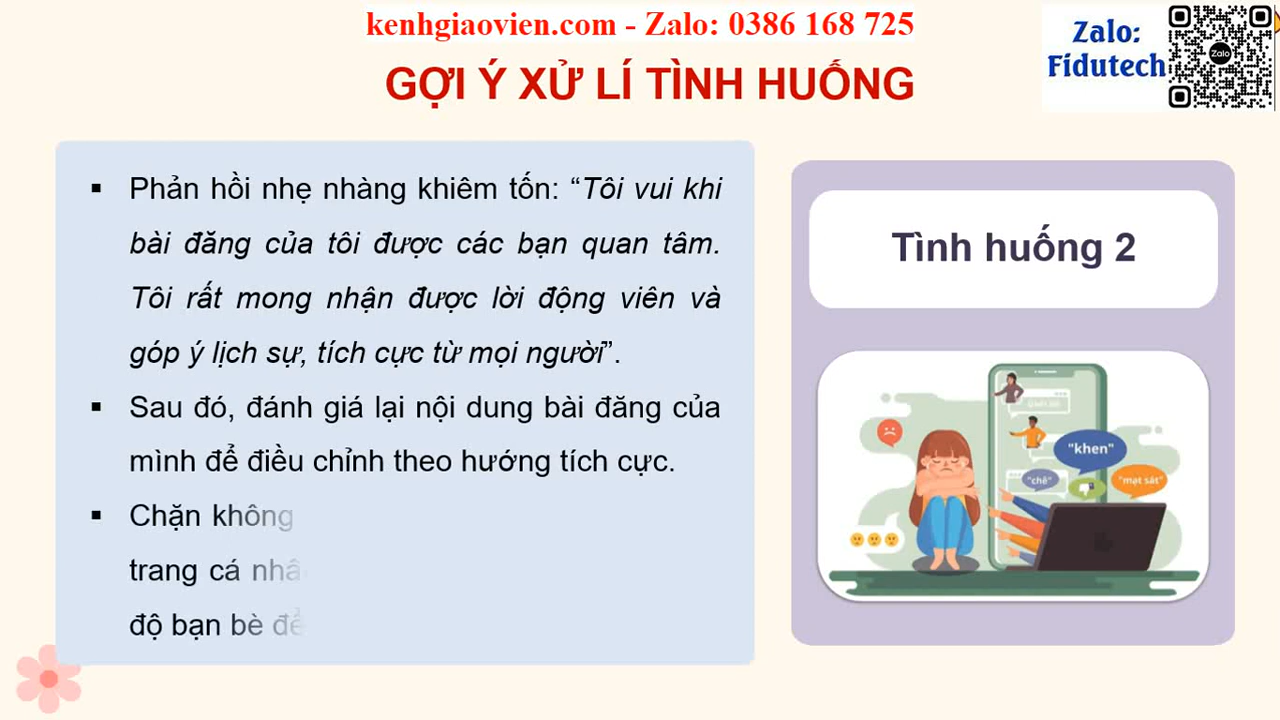 kenhgiaovien.com - Zalo: 0386 168 725
Zalo:
Fidutech
Zalo
GỢI Ý XỬ LÍ TÌNH HUỐNG
▪ Phản hồi nhẹ nhàng khiêm tốn: “Tôi vui khi
bài đăng của tôi được các bạn quan tâm.
Tôi rất mong nhận được lời động viên và
góp ý lịch sự, tích cực từ mọi người”.
▪ Sau đó, đánh giá lại nội dung bài đăng của
mình để điều chỉnh theo hướng tích cực.
▪ Chặn không
trang cá
độ bạn bè để
Tình huống 2
"khen"
"chê"
"mạt sát"